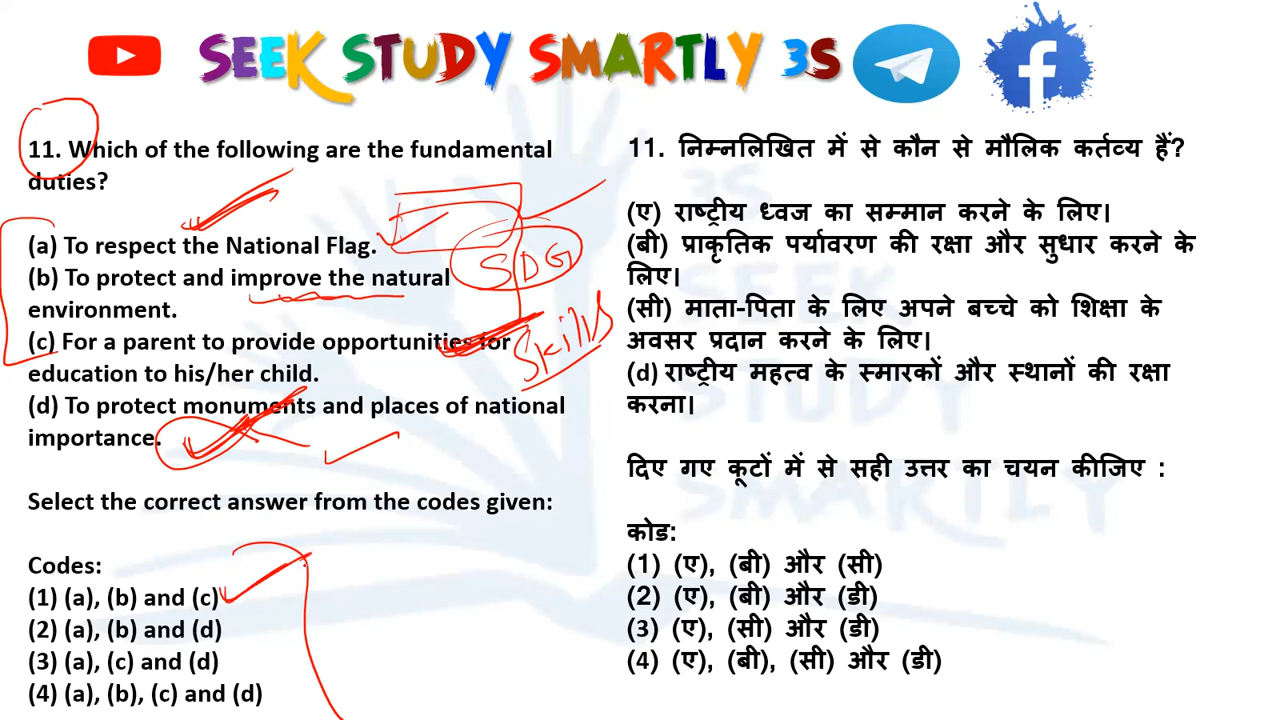 SEEK STUDY SMARTLY 3S
11. Which of the following are the fundamental
duties?
(a) To respect the National Flag.
(b) To protect and improve the natural
environment.
(c) For a parent to provide opportunities for
education to his/her child.
(d) To protect monuments and places of national
importance.
SDG
Skills
Select the correct answer from the codes given:
Codes:
(1) (a), (b) and (c)
(2) (a), (b) and (d)
(3) (a), (c) and (d)
(4) (a), (b), (c) and (d)
11. निम्नलिखित में से कौन से मौलिक कर्तव्य हैं?
(ए) राष्ट्रीय ध्वज का सम्मान करने के लिए।
(बी) प्राकृतिक पर्यावरण की रक्षा और सुधार करने के
लिए।
(सी) माता-पिता के लिए अपने बच्चे को शिक्षा के
अवसर प्रदान करने के लिए।
(d) राष्ट्रीय महत्व के स्मारकों और स्थानों की रक्षा
करना।
दिए गए कूटों में से सही उत्तर का चयन कीजिए :
कोड:
(1) (ए), (बी) और (सी)
(2) (ए), (बी) और (डी)
(3) (ए), (सी) और (डी)
(4) (ए), (बी), (सी) और (डी)
3S
SEEK
STUDY
SMARTLY